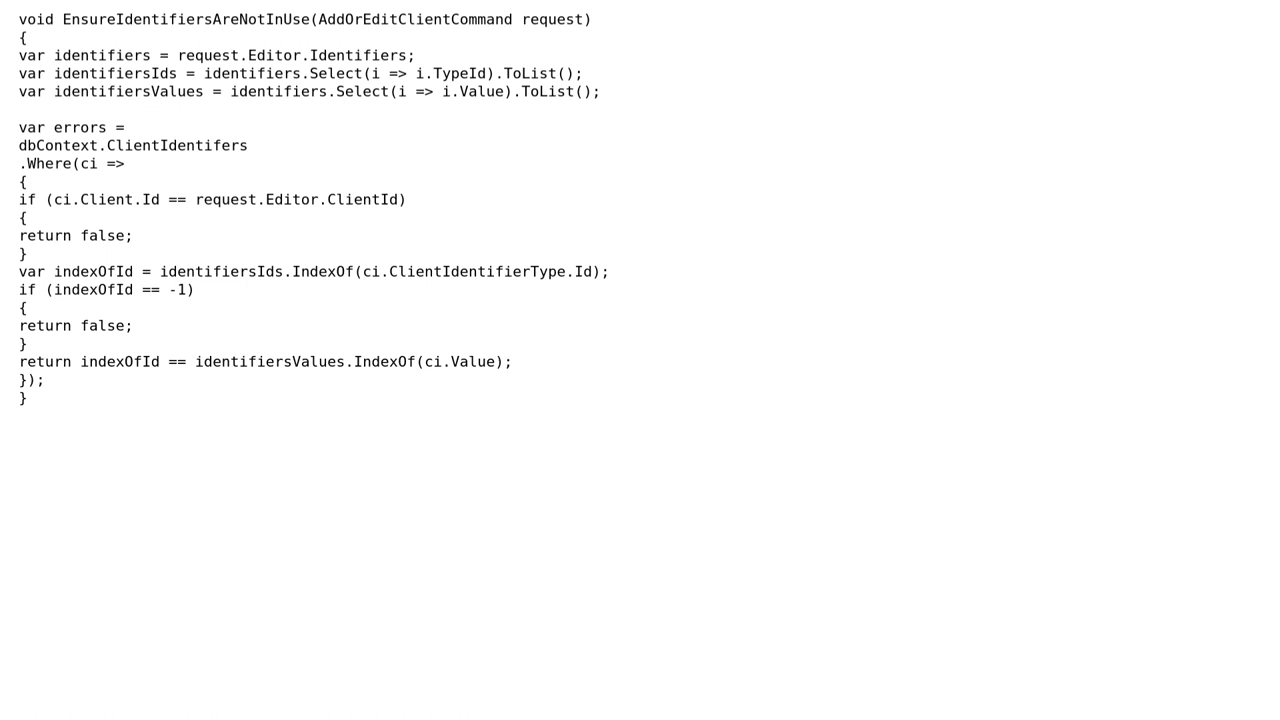 void EnsureIdentifiersAreNotInUse(AddOrEditClientCommand request)
{
var identifiers = request.Editor.Identifiers;
var identifiersIds = identifiers.Select(i => i.TypeId).ToList();
var identifiersValues = identifiers.Select(i => i.Value).ToList();

var errors =
dbContext.ClientIdentifers
.Where(ci =>
{
if (ci.Client.Id == request.Editor.ClientId)
{
return false;
}
var indexOfId = identifiersIds.IndexOf(ci.ClientIdentifierType.Id);
if (indexOfId == -1)
{
return false;
}
return indexOfId == identifiersValues.IndexOf(ci.Value);
});
}